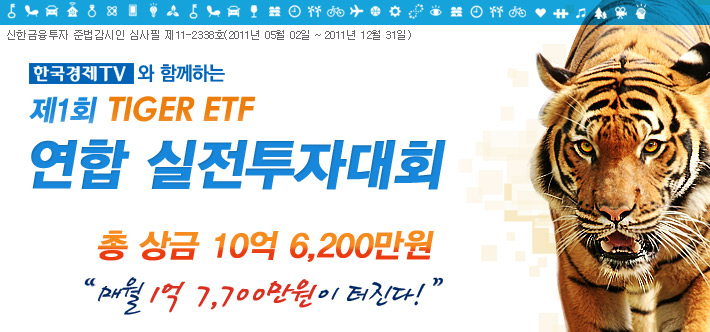 신한금융투자 준법감시인 심사필 제11-2338호(2011년 05월 02일 ~ 2011년 12월 31일)
한국경제TV 와 함께하는
제1회 TIGER ETF
연합 실전투자대회
총 상금 10억 6,200만원
“매월 1억 7,700만원이 터진다!”